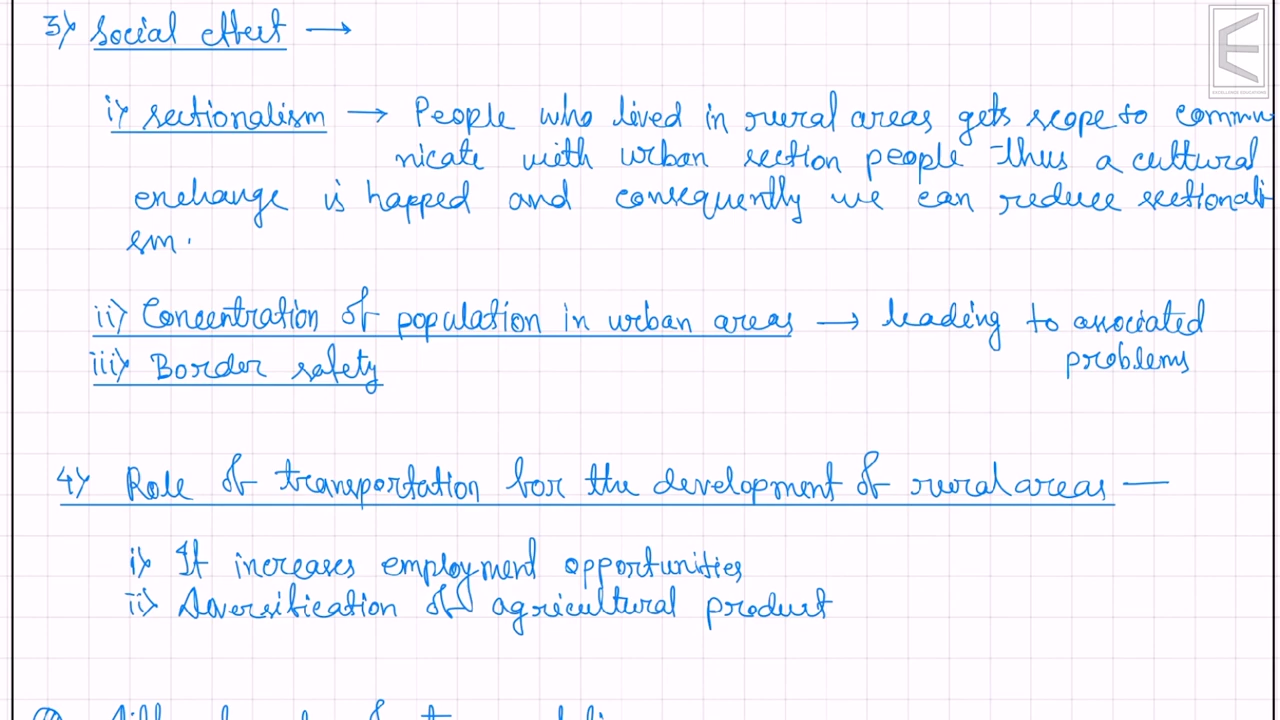 3) Social effect →
i) sectionalism → People who lived in rural areas gets scope to commu
nicate with urban section people thus a cultural
exchange is happed and consequently we can reduce sectionali
sm.
ii) Concentration of population in urban areas → leading to associated
problems
iii) Border safety
4) Role of transportation for the development of rural areas —
i) It increases employment opportunities
ii) Diversification of agricultural product
EXCELLENCE EDUCATION